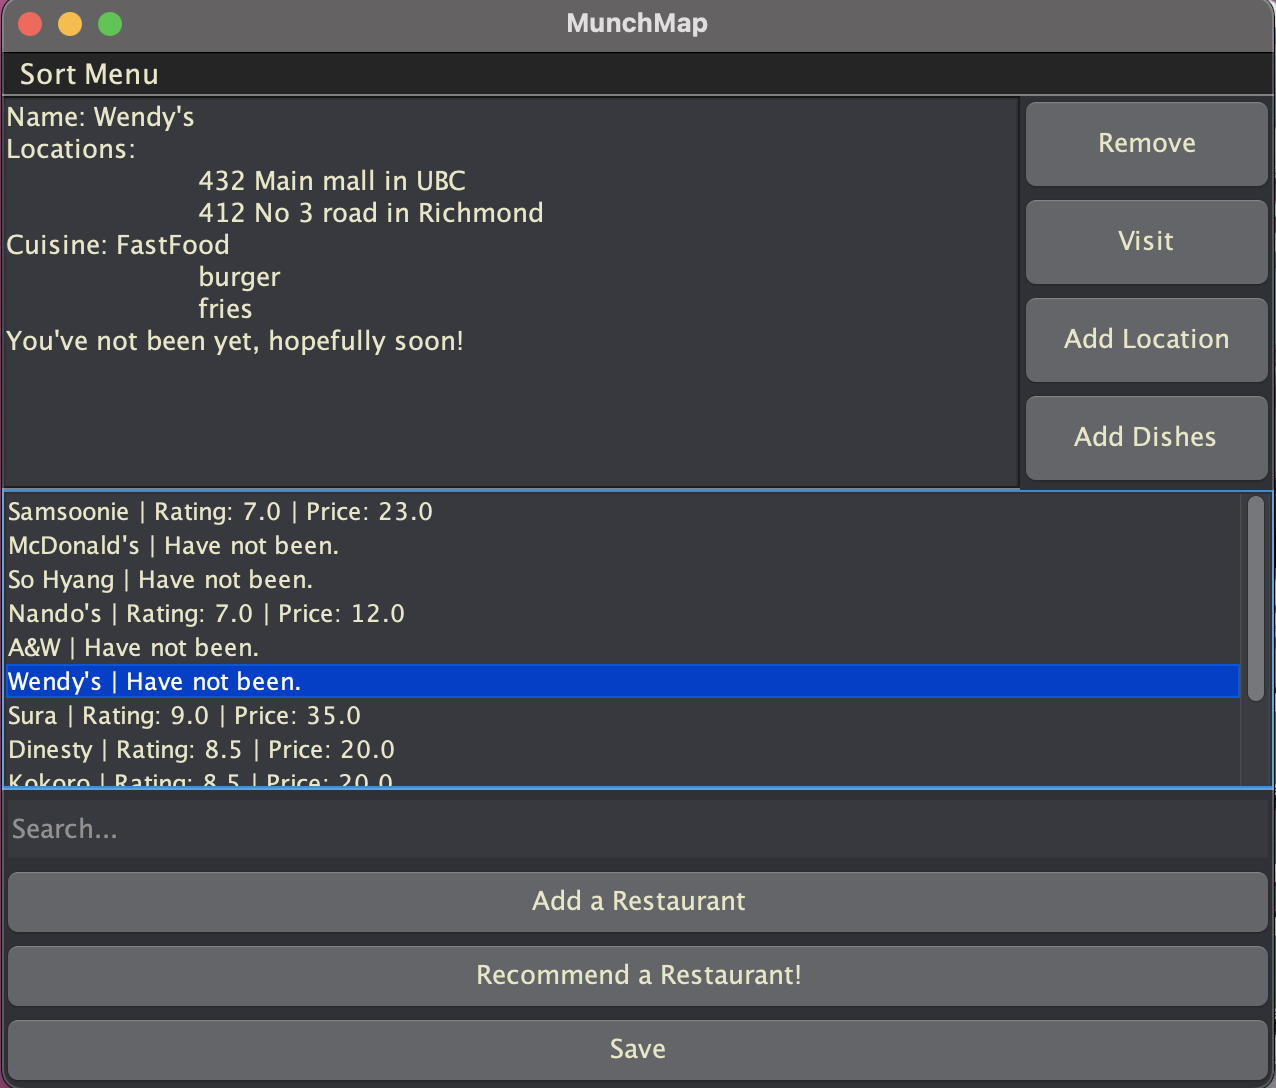 MunchMap
Sort Menu
Name: Wendy's
Locations:
432 Main mall in UBC
412 No 3 road in Richmond
Cuisine: FastFood
burger
fries
You've not been yet, hopefully soon!
Remove
Visit
Add Location
Add Dishes
Samsoonie | Rating: 7.0 | Price: 23.0
McDonald's | Have not been.
So Hyang | Have not been.
Nando's | Rating: 7.0 | Price: 12.0
A&W | Have not been.
Wendy's | Have not been.
Sura | Rating: 9.0 | Price: 35.0
Dinesty | Rating: 8.5 | Price: 20.0
Kokoro | Rating: 8.5 | Price: 20.0
Search...
Add a Restaurant
Recommend a Restaurant!
Save